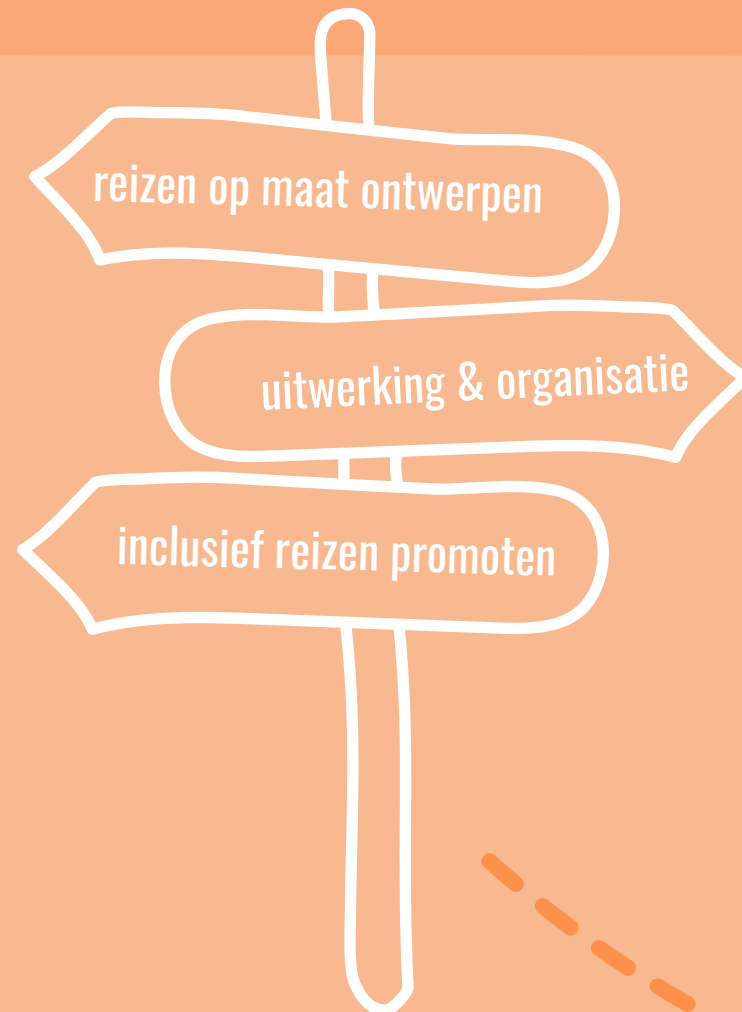 reizen op maat ontwerpen
uitwerking & organisatie
inclusief reizen promoten